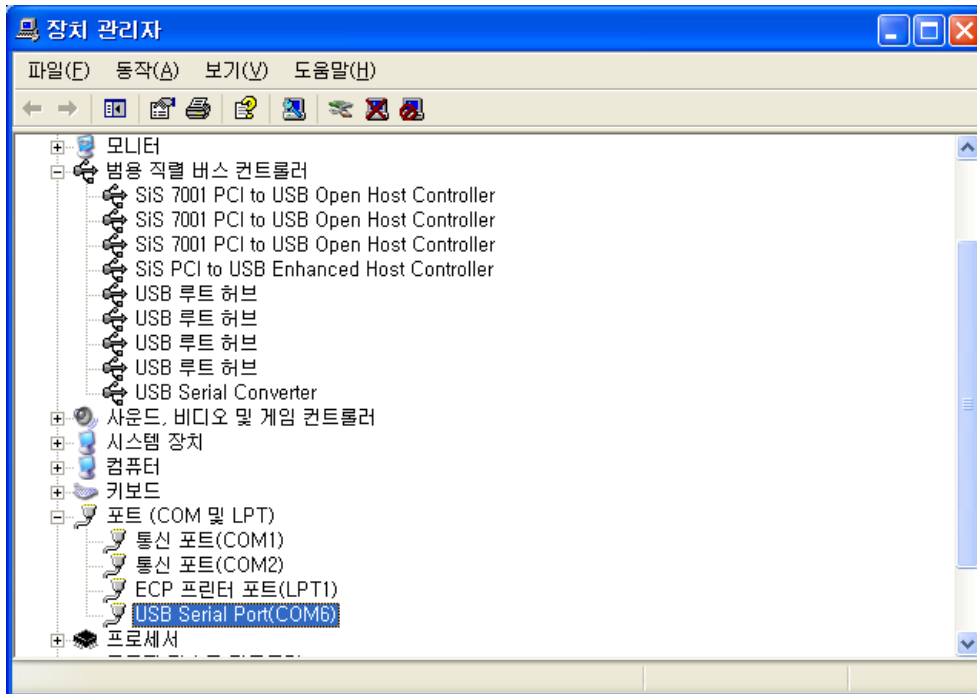 장치 관리자
파일(F) 동작(A) 보기(V) 도움말(H)
모니터
범용 직렬 버스 컨트롤러
SiS 7001 PCI to USB Open Host Controller
SiS 7001 PCI to USB Open Host Controller
SiS 7001 PCI to USB Open Host Controller
SiS PCI to USB Enhanced Host Controller
USB 루트 허브
USB 루트 허브
USB 루트 허브
USB 루트 허브
USB Serial Converter
사운드, 비디오 및 게임 컨트롤러
시스템 장치
컴퓨터
키보드
포트 (COM 및 LPT)
통신 포트(COM1)
통신 포트(COM2)
ECP 프린터 포트(LPT1)
USB Serial Port(COM6)
프로세서